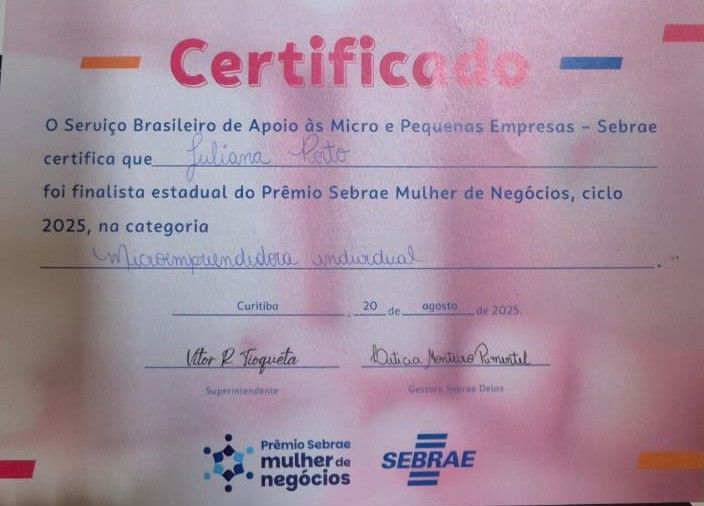 Certificado
O Serviço Brasileiro de Apoio às Micro e Pequenas Empresas – Sebrae
certifica que Juliana Porto
foi finalista estadual do Prêmio Sebrae Mulher de Negócios, ciclo
2025, na categoria
Microempreendedora individual.
Curitiba, 20 de agosto de 2025.
Vitor R. Tioqueta Monteiro Pimentel
Superintendente Gestora Sebrae Delas
Prêmio Sebrae
mulher de
negócios
SEBRAE